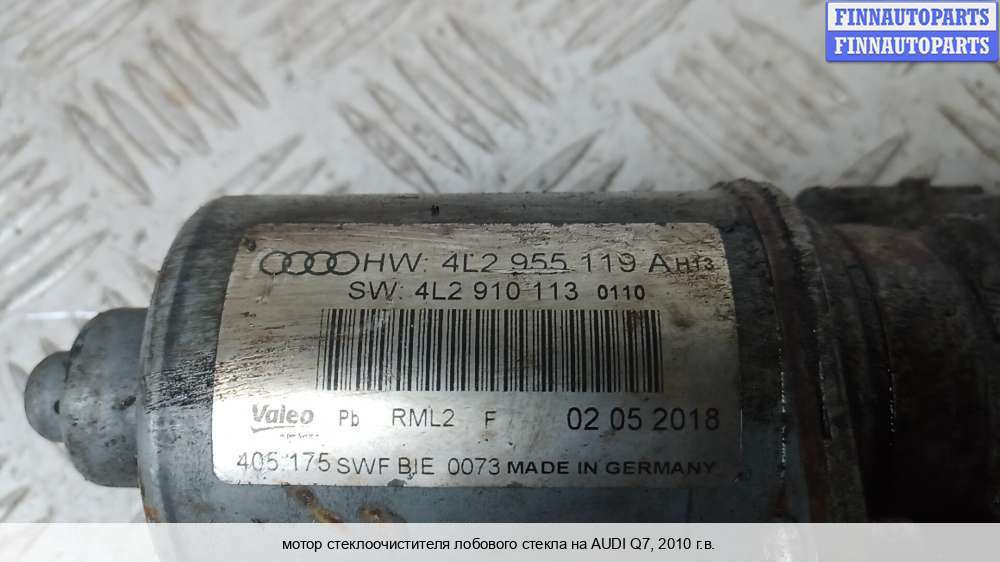 FINNAUTOPARTS
FINNAUTOPARTS
HW: 4L2 955 119 A H13
SW: 4L2 910 113 0110
Valeo Pb RML2 F 02 05 2018
405.175 SWF BIE 0073 MADE IN GERMANY
мотор стеклоочистителя лобового стекла на AUDI Q7, 2010 г.в.